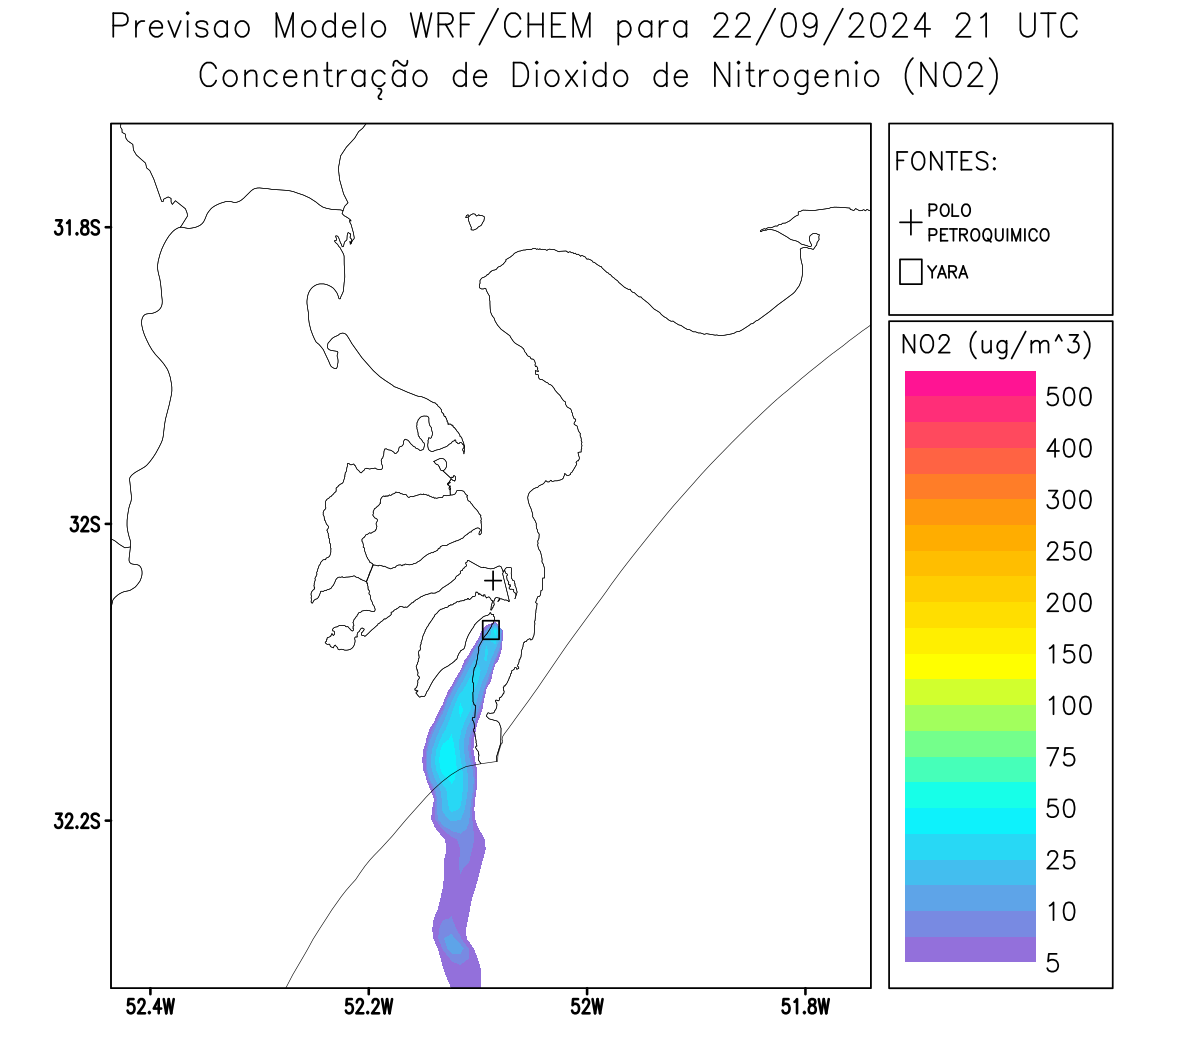 Previsao Modelo WRF/CHEM para 22/09/2024 21 UTC
Concentração de Dioxido de Nitrogenio (NO2)
FONTES:
POLO
PETROQUIMICO
YARA
NO2 (ug/m^3)
500
400
300
250
200
150
100
75
50
25
10
5
31.8S
32S
32.2S
52.4W
52.2W
52W
51.8W